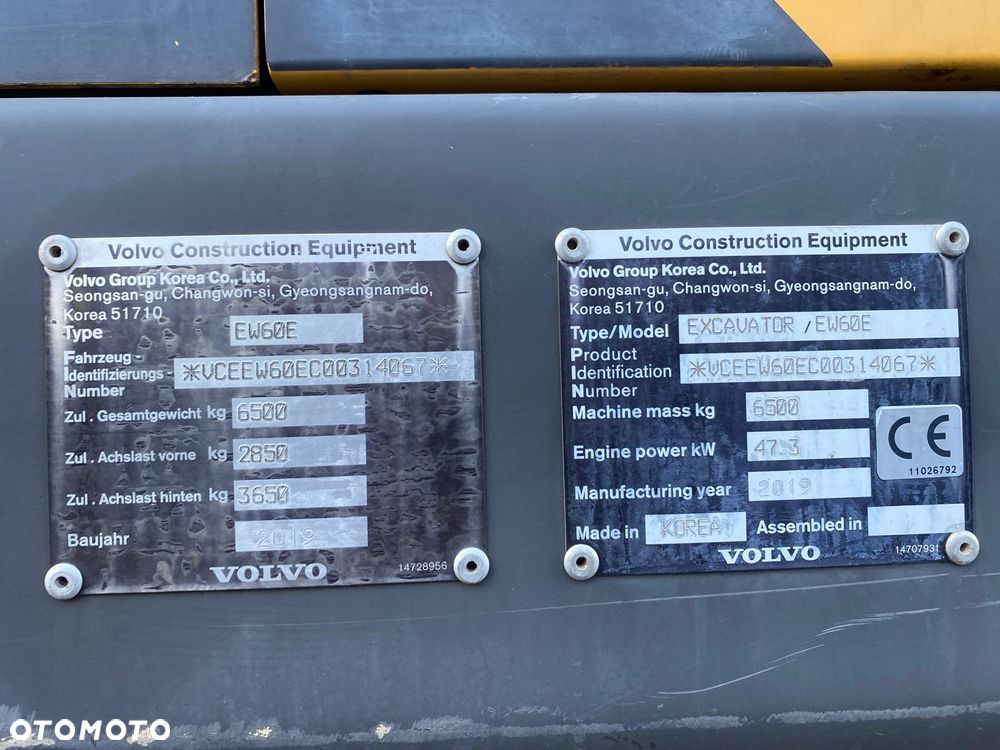 Volvo Construction Equipment
Volvo Group Korea Co., Ltd.
Seongsan-gu, Changwon-si, Gyeongsangnam-do,
Korea 51710
Type EW60E
Fahrzeug-
Identifizierungs- *VCEEW60EC00314067*
Number
Zul. Gesamtgewicht kg 6500
Zul. Achslast vorne kg 2850
Zul. Achslast hinten kg 3650
Baujahr 2019
VOLVO 14728956
Volvo Construction Equipment
Volvo Group Korea Co., Ltd.
Seongsan-gu, Changwon-si, Gyeongsangnam-do,
Korea 51710
Type/Model EXCAVATOR /EW60E
Product
Identification *VCEEW60EC00314067*
Number
Machine mass kg 6500
Engine power kW 47.3
CE
11026792
Manufacturing year 2019
Made in KOREA Assembled in
VOLVO 14707931
OTOMOTO